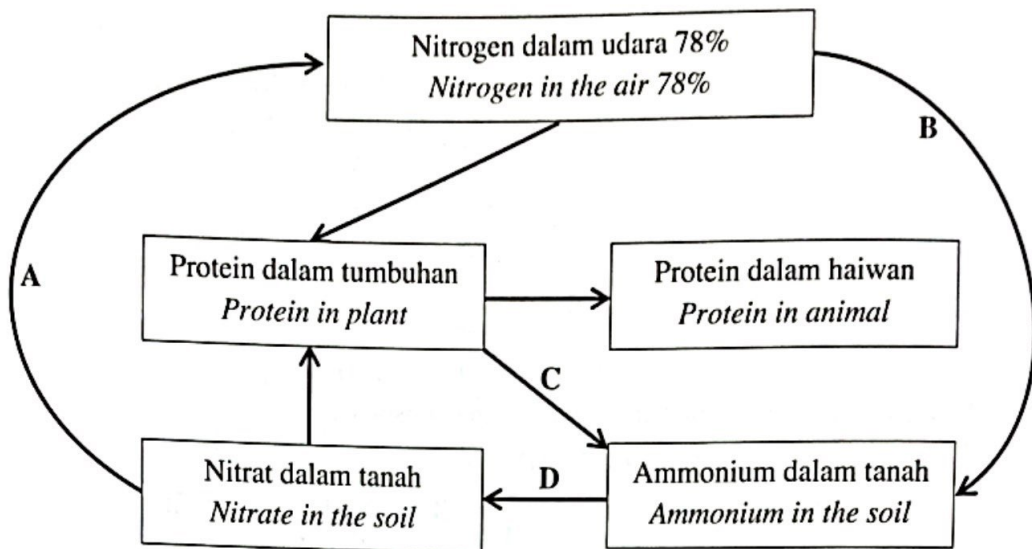 Nitrogen dalam udara 78%
Nitrogen in the air 78%
B
Protein dalam tumbuhan
Protein in plant
Protein dalam haiwan
Protein in animal
A
C
Nitrat dalam tanah
Nitrate in the soil
D
Ammonium dalam tanah
Ammonium in the soil